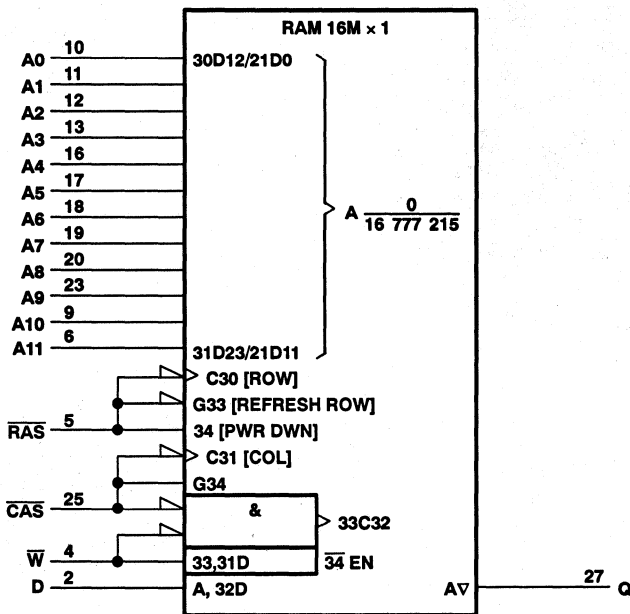 RAM 16M × 1
A0 10 30D12/21D0
A1 11
A2 12
A3 13
A4 16
A5 17
A6 18
A7 19
A8 20
A9 23
A10 9
A11 6 31D23/21D11
A 0
16 777 215
C30 [ROW]
G33 [REFRESH ROW]
RAS 5 34 [PWR DWN]
C31 [COL]
G34
CAS 25 & 33C32
W 4 33,31D 34 EN
D 2 A, 32D A▽ 27 Q